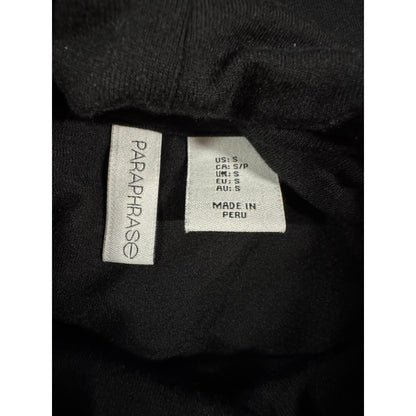 PARAPHRASE
US: S
CA: S/P
UK: S
EU: S
AU: S
MADE IN
PERU